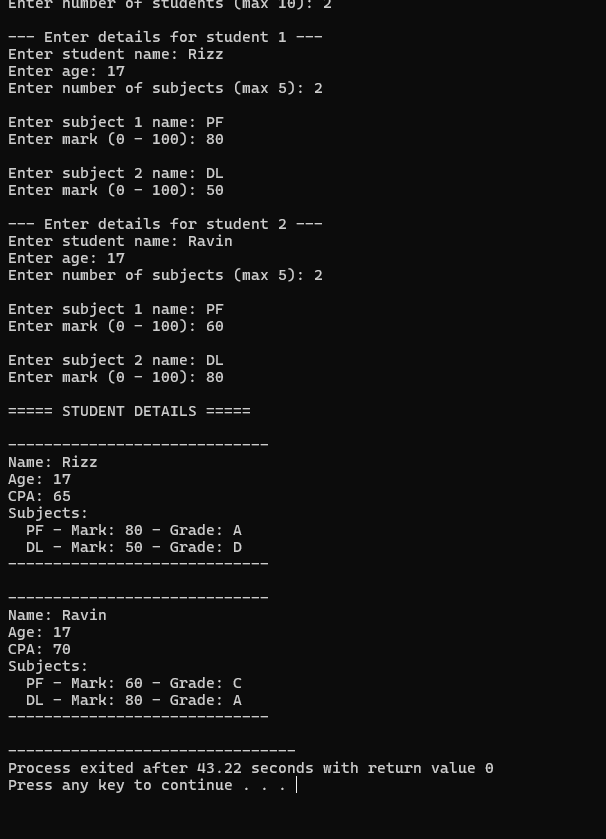 Enter number of students (max 10): 2

--- Enter details for student 1 ---
Enter student name: Rizz
Enter age: 17
Enter number of subjects (max 5): 2

Enter subject 1 name: PF
Enter mark (0 - 100): 80

Enter subject 2 name: DL
Enter mark (0 - 100): 50

--- Enter details for student 2 ---
Enter student name: Ravin
Enter age: 17
Enter number of subjects (max 5): 2

Enter subject 1 name: PF
Enter mark (0 - 100): 60

Enter subject 2 name: DL
Enter mark (0 - 100): 80

===== STUDENT DETAILS =====

-----------------------------
Name: Rizz
Age: 17
CPA: 65
Subjects:
  PF - Mark: 80 - Grade: A
  DL - Mark: 50 - Grade: D
-----------------------------

-----------------------------
Name: Ravin
Age: 17
CPA: 70
Subjects:
  PF - Mark: 60 - Grade: C
  DL - Mark: 80 - Grade: A
-----------------------------

--------------------------------
Process exited after 43.22 seconds with return value 0
Press any key to continue . . .